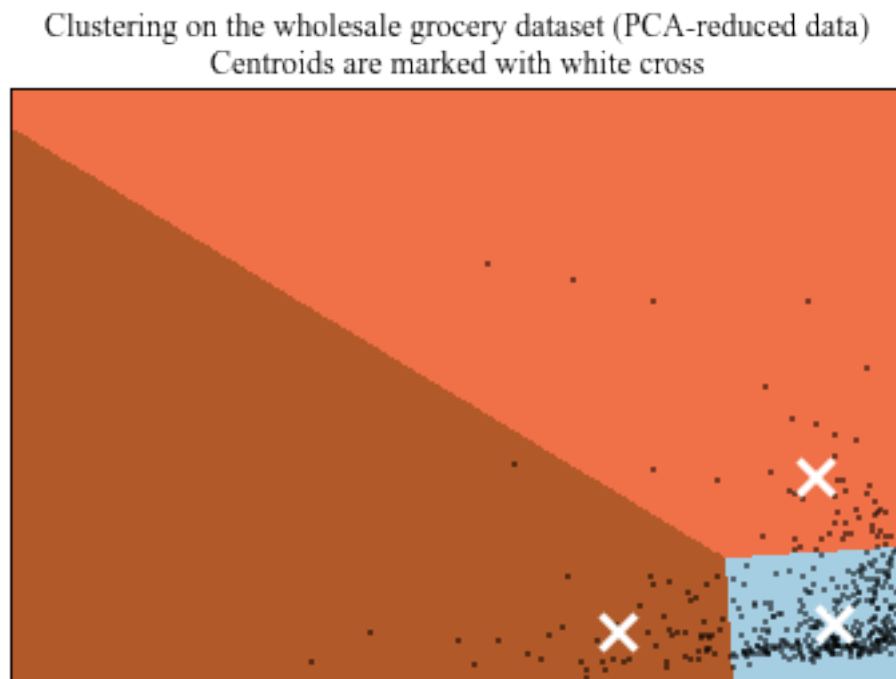 Clustering on the wholesale grocery dataset (PCA-reduced data)
Centroids are marked with white cross